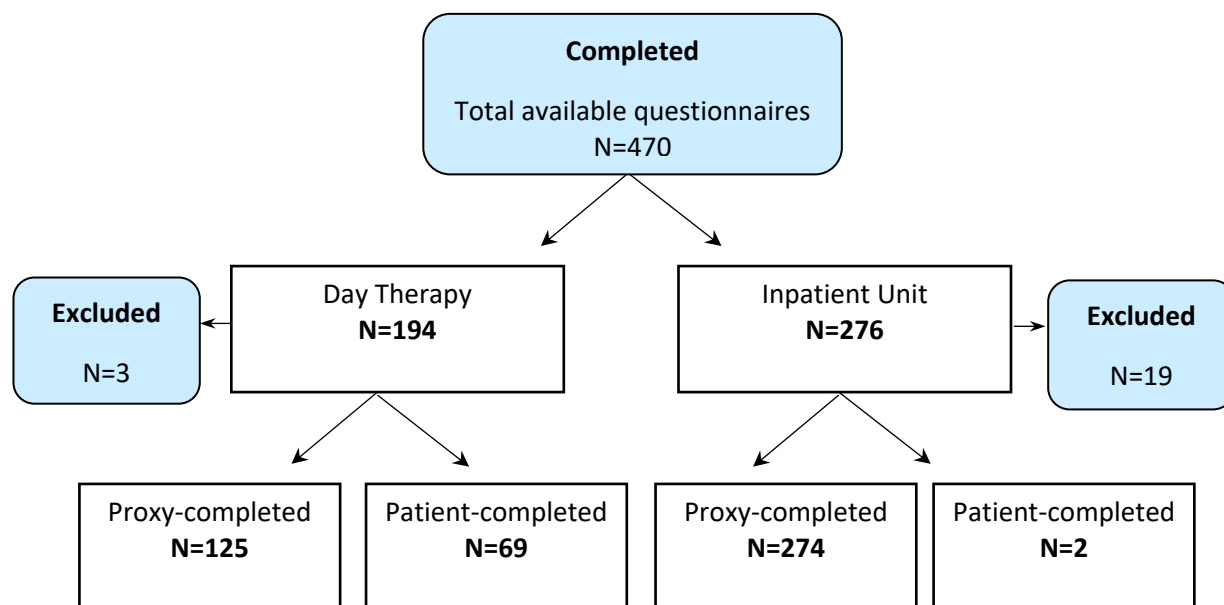 Completed
Total available questionnaires
N=470
Day Therapy
N=194
Inpatient Unit
N=276
Excluded
N=3
Excluded
N=19
Proxy-completed
N=125
Patient-completed
N=69
Proxy-completed
N=274
Patient-completed
N=2